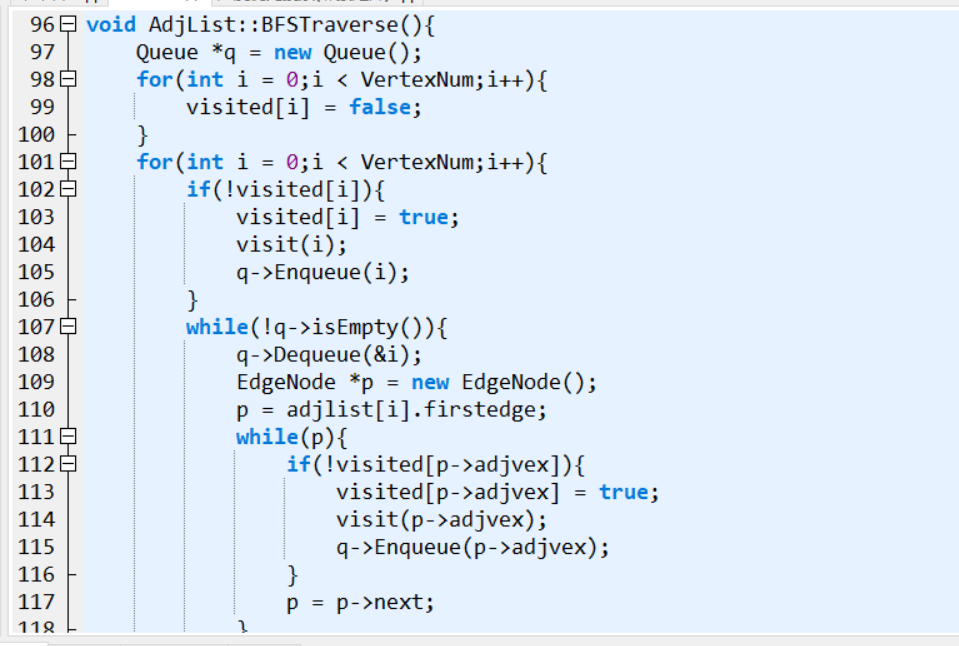 96 void AdjList::BFSTraverse(){
97 Queue *q = new Queue();
98 for(int i = 0;i < VertexNum;i++){
99 visited[i] = false;
100 }
101 for(int i = 0;i < VertexNum;i++){
102 if(!visited[i]){
103 visited[i] = true;
104 visit(i);
105 q->Enqueue(i);
106 }
107 while(!q->isEmpty()){
108 q->Dequeue(&i);
109 EdgeNode *p = new EdgeNode();
110 p = adjlist[i].firstedge;
111 while(p){
112 if(!visited[p->adjvex]){
113 visited[p->adjvex] = true;
114 visit(p->adjvex);
115 q->Enqueue(p->adjvex);
116 }
117 p = p->next;
118 }